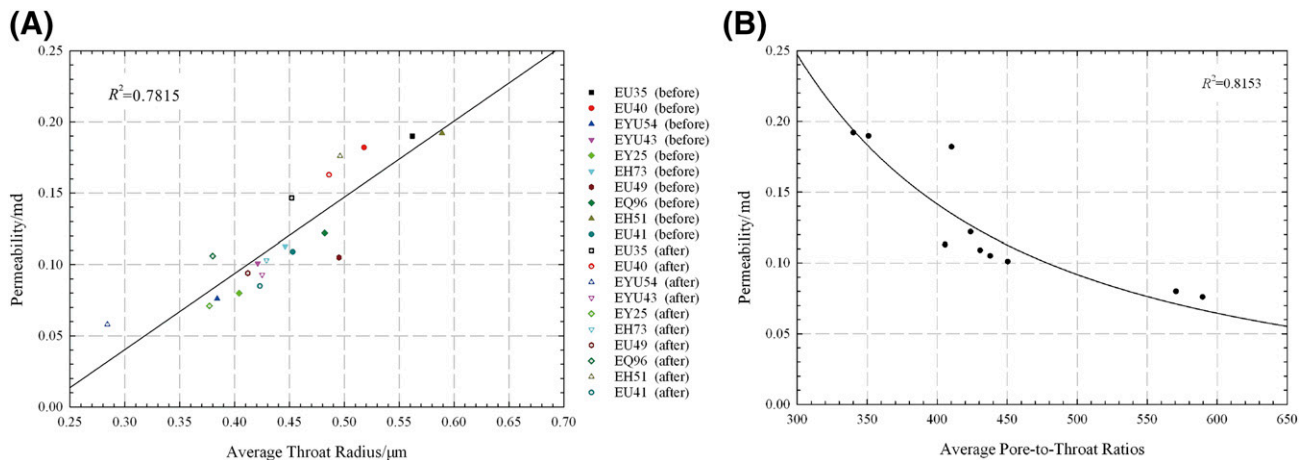 (A)
0.25
0.20
0.15
0.10
0.05
0.00
Permeability/md
R²=0.7815
0.25 0.30 0.35 0.40 0.45 0.50 0.55 0.60 0.65 0.70
Average Throat Radius/μm
EU35 (before)
EU40 (before)
EYU54 (before)
EYU43 (before)
EY25 (before)
EH73 (before)
EU49 (before)
EQ96 (before)
EH51 (before)
EU41 (before)
EU35 (after)
EU40 (after)
EYU54 (after)
EYU43 (after)
EY25 (after)
EH73 (after)
EU49 (after)
EQ96 (after)
EH51 (after)
EU41 (after)
(B)
0.25
0.20
0.15
0.10
0.05
0.00
Permeability/md
R²=0.8153
300 350 400 450 500 550 600 650
Average Pore-to-Throat Ratios